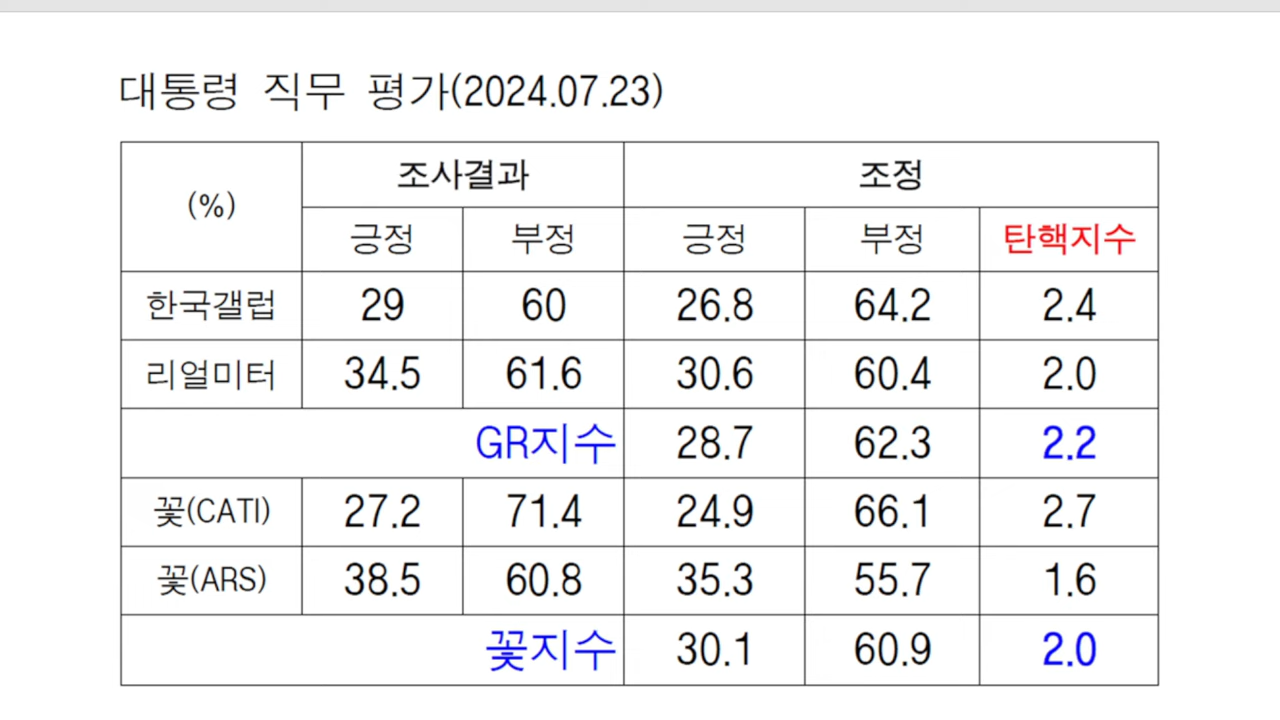 대통령 직무 평가(2024.07.23)
(%) 조사결과 조정
긍정 부정 긍정 부정 탄핵지수
한국갤럽 29 60 26.8 64.2 2.4
리얼미터 34.5 61.6 30.6 60.4 2.0
GR지수 28.7 62.3 2.2
꽃(CATI) 27.2 71.4 24.9 66.1 2.7
꽃(ARS) 38.5 60.8 35.3 55.7 1.6
꽃지수 30.1 60.9 2.0